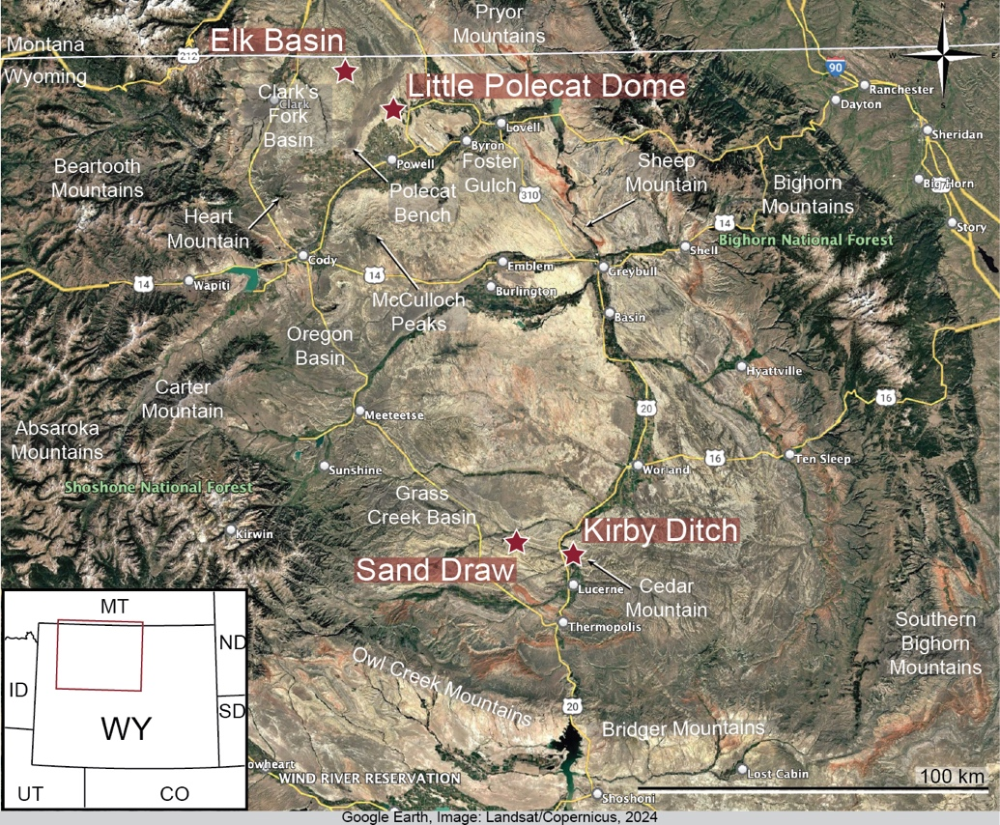 Pryor
Mountains
Montana
Wyoming
212
Elk Basin
N
W
E
S
90
Ranchester
Dayton
Little Polecat Dome
Clark's
Clark
Fork
Basin
Lovell
Byron
Sheridan
Powell
Foster
Gulch
Sheep
Mountain
Beartooth
Mountains
Polecat
Bench
310
Bighorn
Mountains
Big Horn
Heart
Mountain
14
Story
Bighorn National Forest
Shell
Cody
Emblem
Greybull
14
Wapiti
14
Burlington
McCulloch
Peaks
Basin
Oregon
Basin
Hyattville
Carter
Mountain
16
20
Meeteetse
Absaroka
Mountains
Ten Sleep
16
Sunshine
Worland
Shoshone National Forest
Grass
Creek Basin
Kirwin
Kirby Ditch
Sand Draw
Lucerne
Cedar
Mountain
Thermopolis
Southern
Bighorn
Mountains
Owl Creek Mountains
20
Bridger Mountains
MT
ND
ID
SD
WY
UT
CO
owheart
WIND RIVER RESERVATION
Lost Cabin
100 km
Shoshoni
Google Earth, Image: Landsat/Copernicus, 2024